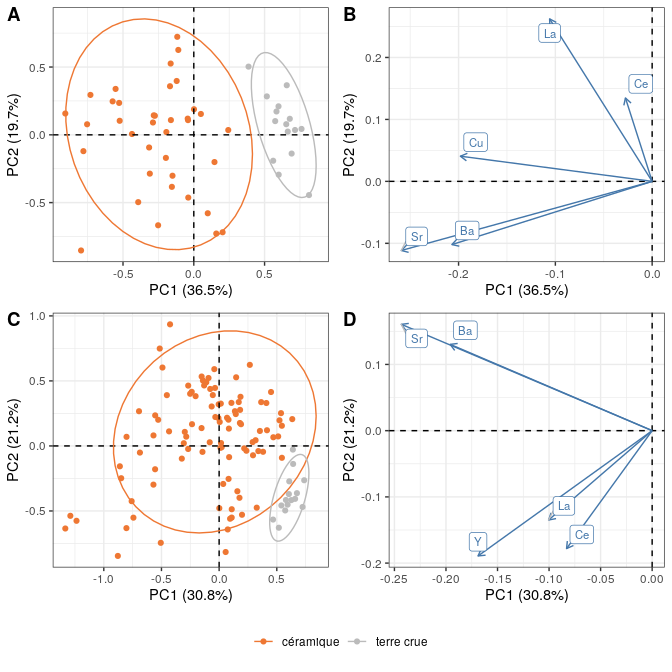 A
B
0.5
0.0
-0.5
PC2 (19.7%)
-0.5
0.0
0.5
PC1 (36.5%)
La
Ce
Cu
Sr
Ba
0.2
0.1
0.0
-0.1
PC2 (19.7%)
-0.2
-0.1
0.0
PC1 (36.5%)
C
D
1.0
0.5
0.0
-0.5
PC2 (21.2%)
-1.0
-0.5
0.0
0.5
PC1 (30.8%)
Ba
Sr
La
Ce
Y
0.1
0.0
-0.1
-0.2
PC2 (21.2%)
-0.25
-0.20
-0.15
-0.10
-0.05
0.00
PC1 (30.8%)
céramique
terre crue